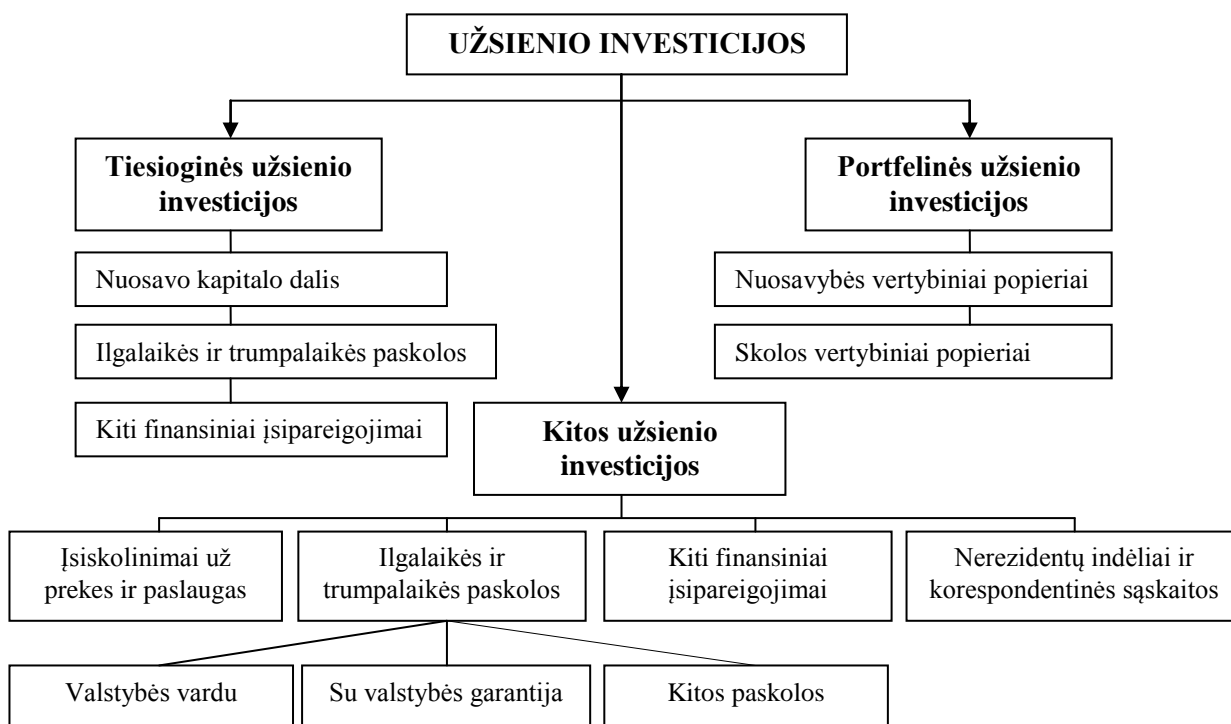 UŽSIENIO INVESTICIJOS
Tiesioginės užsienio
investicijos
Portfelinės užsienio
investicijos
Nuosavo kapitalo dalis
Nuosavybės vertybiniai popieriai
Ilgalaikės ir trumpalaikės paskolos
Skolos vertybiniai popieriai
Kiti finansiniai įsipareigojimai
Kitos užsienio
investicijos
Įsiskolinimai už
prekes ir paslaugas
Ilgalaikės ir
trumpalaikės paskolos
Kiti finansiniai
įsipareigojimai
Nerezidentų indėliai ir
korespondentinės sąskaitos
Valstybės vardu
Su valstybės garantija
Kitos paskolos